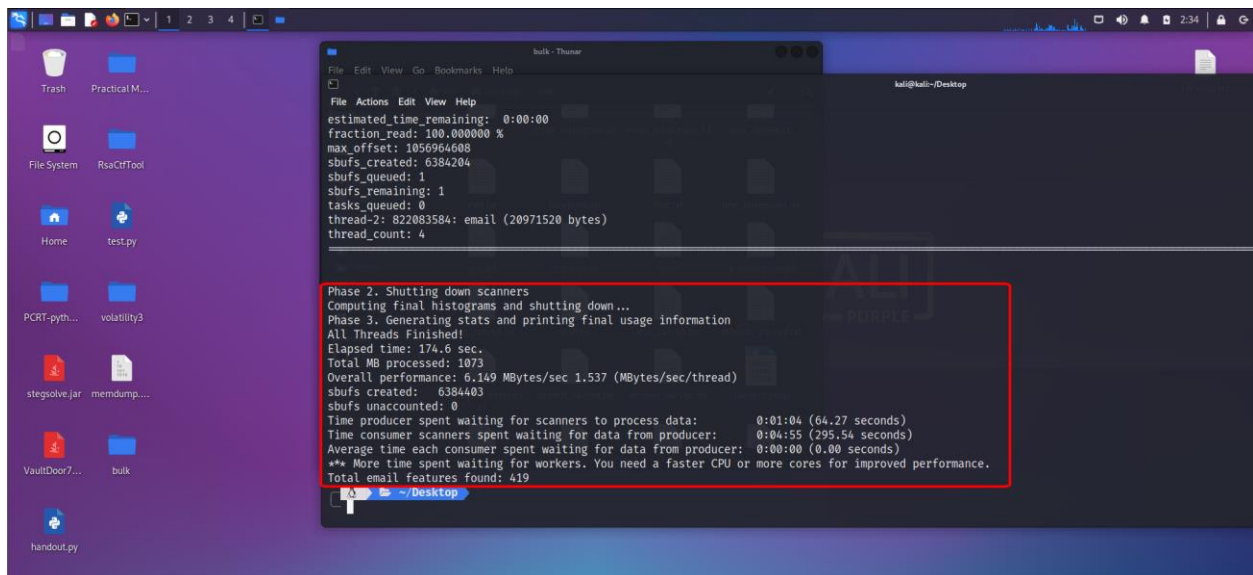 1 2 3 4
2:34
Trash
Practical M...
File System
RsaCtfTool
Home
test.py
PCRT-pyth...
volatility3
stegsolve.jar
memdump....
VaultDoor7...
bulk
handout.py
bulk - Thunar
File Edit View Go Bookmarks Help
kali@kali:~/Desktop
File Actions Edit View Help
estimated_time_remaining: 0:00:00
fraction_read: 100.000000 %
max_offset: 1056964608
sbufs_created: 6384204
sbufs_queued: 1
sbufs_remaining: 1
tasks_queued: 0
thread-2: 822083584: email (20971520 bytes)
thread_count: 4
Phase 2. Shutting down scanners
Computing final histograms and shutting down...
Phase 3. Generating stats and printing final usage information
All Threads Finished!
Elapsed time: 174.6 sec.
Total MB processed: 1073
Overall performance: 6.149 MBytes/sec 1.537 (MBytes/sec/thread)
sbufs created: 6384403
sbufs unaccounted: 0
Time producer spent waiting for scanners to process data: 0:01:04 (64.27 seconds)
Time consumer scanners spent waiting for data from producer: 0:04:55 (295.54 seconds)
Average time each consumer spent waiting for data from producer: 0:00:00 (0.00 seconds)
*** More time spent waiting for workers. You need a faster CPU or more cores for improved performance.
Total email features found: 419
~/Desktop
ALI
PURPLE